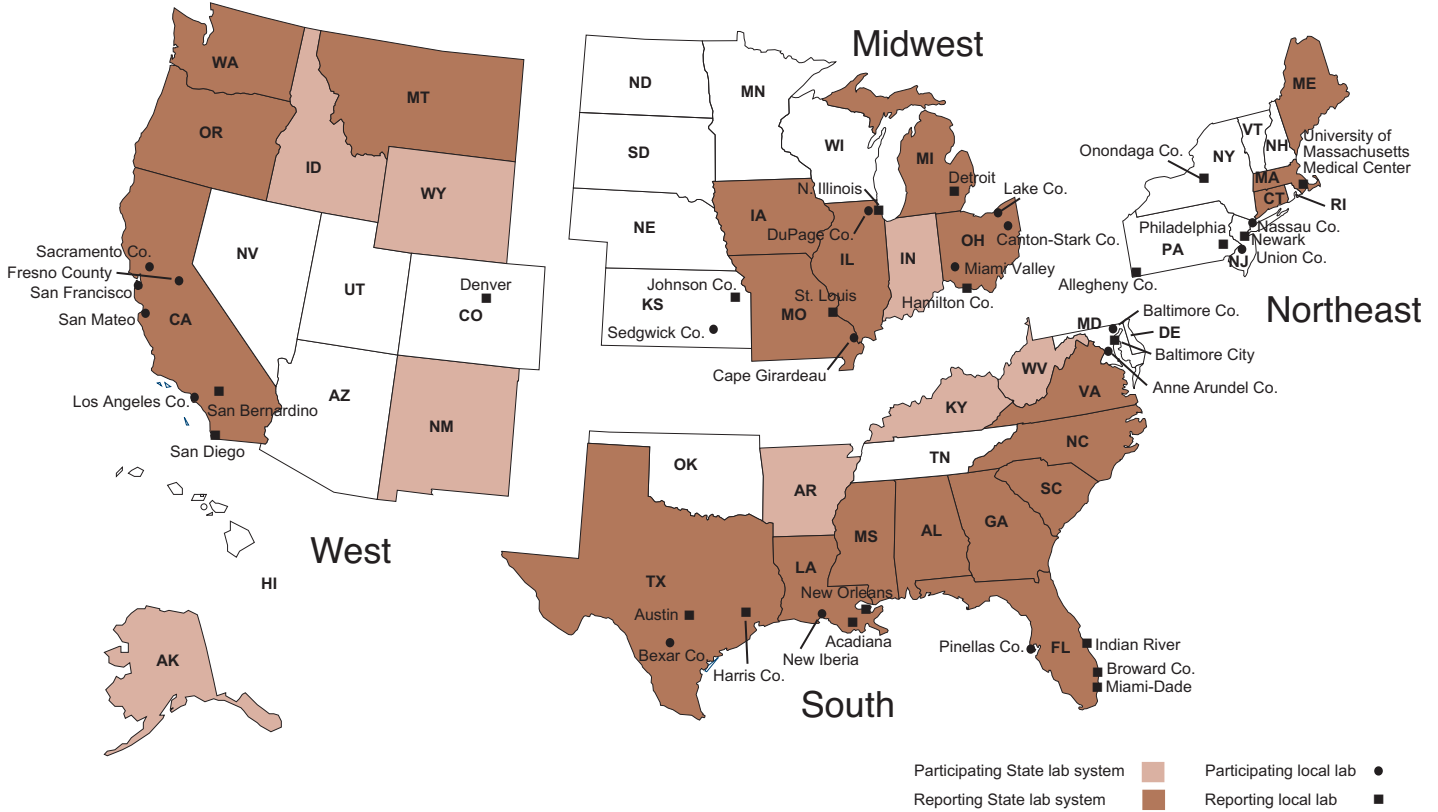 Midwest
WA
MT
ND
MN
ME
OR
VT
NH
University of
Massachusetts
Medical Center
WI
SD
MI
Onondaga Co.
NY
ID
Detroit
MA
WY
N. Illinois
Lake Co.
CT
RI
IA
NE
DuPage Co.
Canton-Stark Co.
OH
Philadelphia
Nassau Co.
Newark
PA
Union Co.
NJ
Sacramento Co.
NV
IL
IN
Miami Valley
Fresno County
UT
Denver
Johnson Co.
Allegheny Co.
San Francisco
CO
KS
St. Louis
Hamilton Co.
Northeast
San Mateo
CA
MO
Sedgwick Co.
MD
Baltimore Co.
DE
Baltimore City
Cape Girardeau
WV
Anne Arundel Co.
Los Angeles Co.
San Bernardino
AZ
VA
KY
San Diego
NM
NC
OK
TN
AR
SC
GA
MS
AL
West
HI
TX
LA
New Orleans
Austin
Acadiana
Bexar Co.
New Iberia
Harris Co.
Pinellas Co.
FL
Indian River
Broward Co.
Miami-Dade
AK
South
Participating State lab system
Participating local lab
Reporting State lab system
Reporting local lab